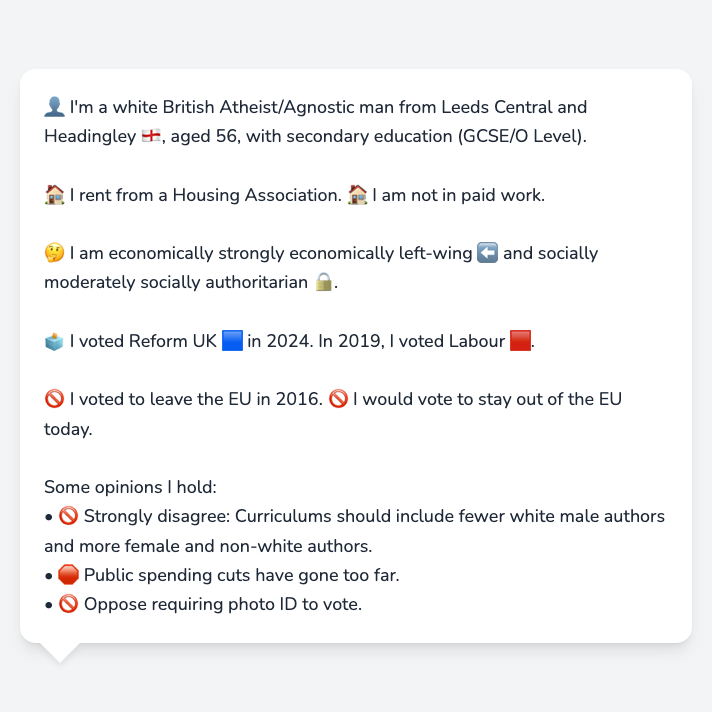 👤 I'm a white British Atheist/Agnostic man from Leeds Central and
Headingley 🏴󠁧󠁢󠁥󠁮󠁧󠁿, aged 56, with secondary education (GCSE/O Level).
🏠 I rent from a Housing Association. 🏠 I am not in paid work.
🤔 I am economically strongly economically left-wing ⬅️ and socially
moderately socially authoritarian 🔒.
🗳️ I voted Reform UK 🟦 in 2024. In 2019, I voted Labour 🟥.
🚫 I voted to leave the EU in 2016. 🚫 I would vote to stay out of the EU
today.
Some opinions I hold:
• 🚫 Strongly disagree: Curriculums should include fewer white male authors
and more female and non-white authors.
• 🛑 Public spending cuts have gone too far.
• 🚫 Oppose requiring photo ID to vote.